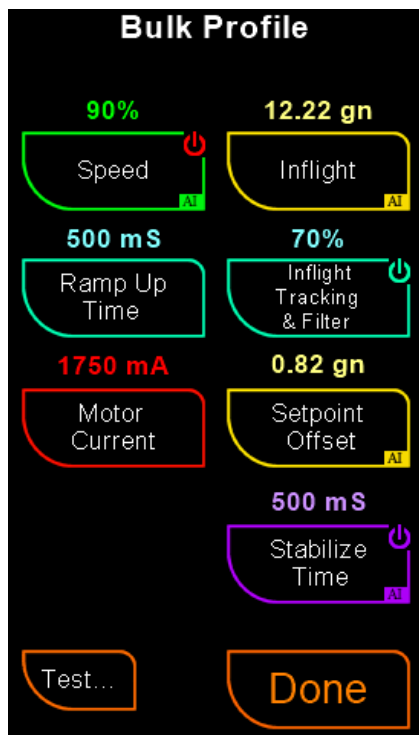 Bulk Profile
90%
12.22 gn
Speed
AI
Inflight
AI
500 mS
70%
Ramp Up
Time
Inflight
Tracking
& Filter
1750 mA
0.82 gn
Motor
Current
Setpoint
Offset
AI
500 mS
Stabilize
Time
AI
Test...
Done